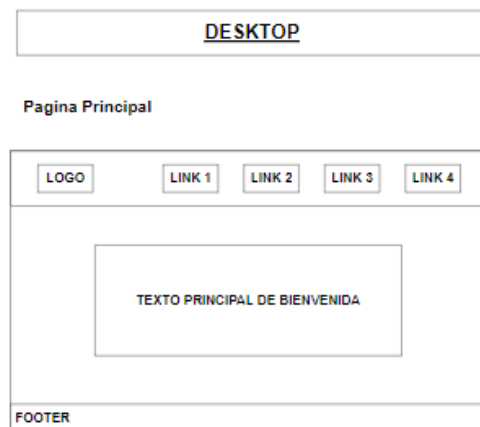 DESKTOP
Pagina Principal
LOGO LINK 1 LINK 2 LINK 3 LINK 4
TEXTO PRINCIPAL DE BIENVENIDA
FOOTER